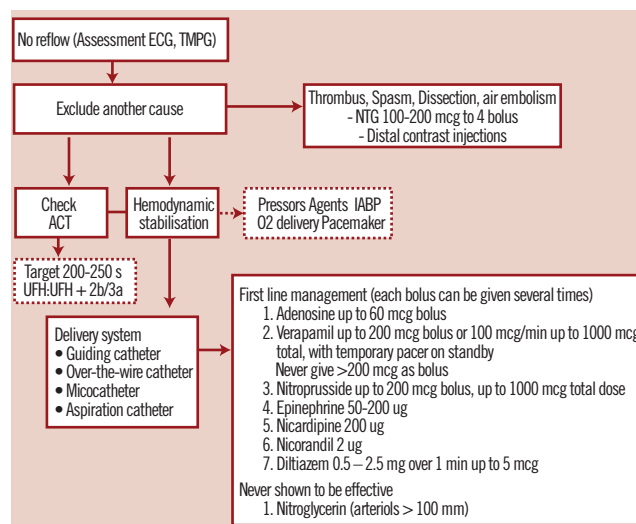 No reflow (Assessment ECG, TMPG)
Exclude another cause
Thrombus, Spasm, Dissection, air embolism
- NTG 100-200 mcg to 4 bolus
- Distal contrast injections
Check
ACT
Hemodynamic
stabilisation
Pressors Agents IABP
O2 delivery Pacemaker
Target 200-250 s
UFH:UFH + 2b/3a
Delivery system
• Guiding catheter
• Over-the-wire catheter
• Micocatheter
• Aspiration catheter
First line management (each bolus can be given several times)
1. Adenosine up to 60 mcg bolus
2. Verapamil up to 200 mcg bolus or 100 mcg/min up to 1000 mcg
total, with temporary pacer on standby
Never give >200 mcg as bolus
3. Nitroprusside up to 200 mcg bolus, up to 1000 mcg total dose
4. Epinephrine 50-200 ug
5. Nicardipine 200 ug
6. Nicorandil 2 ug
7. Diltiazem 0.5 – 2.5 mg over 1 min up to 5 mcg
Never shown to be effective
1. Nitroglycerin (arteriols > 100 mm)